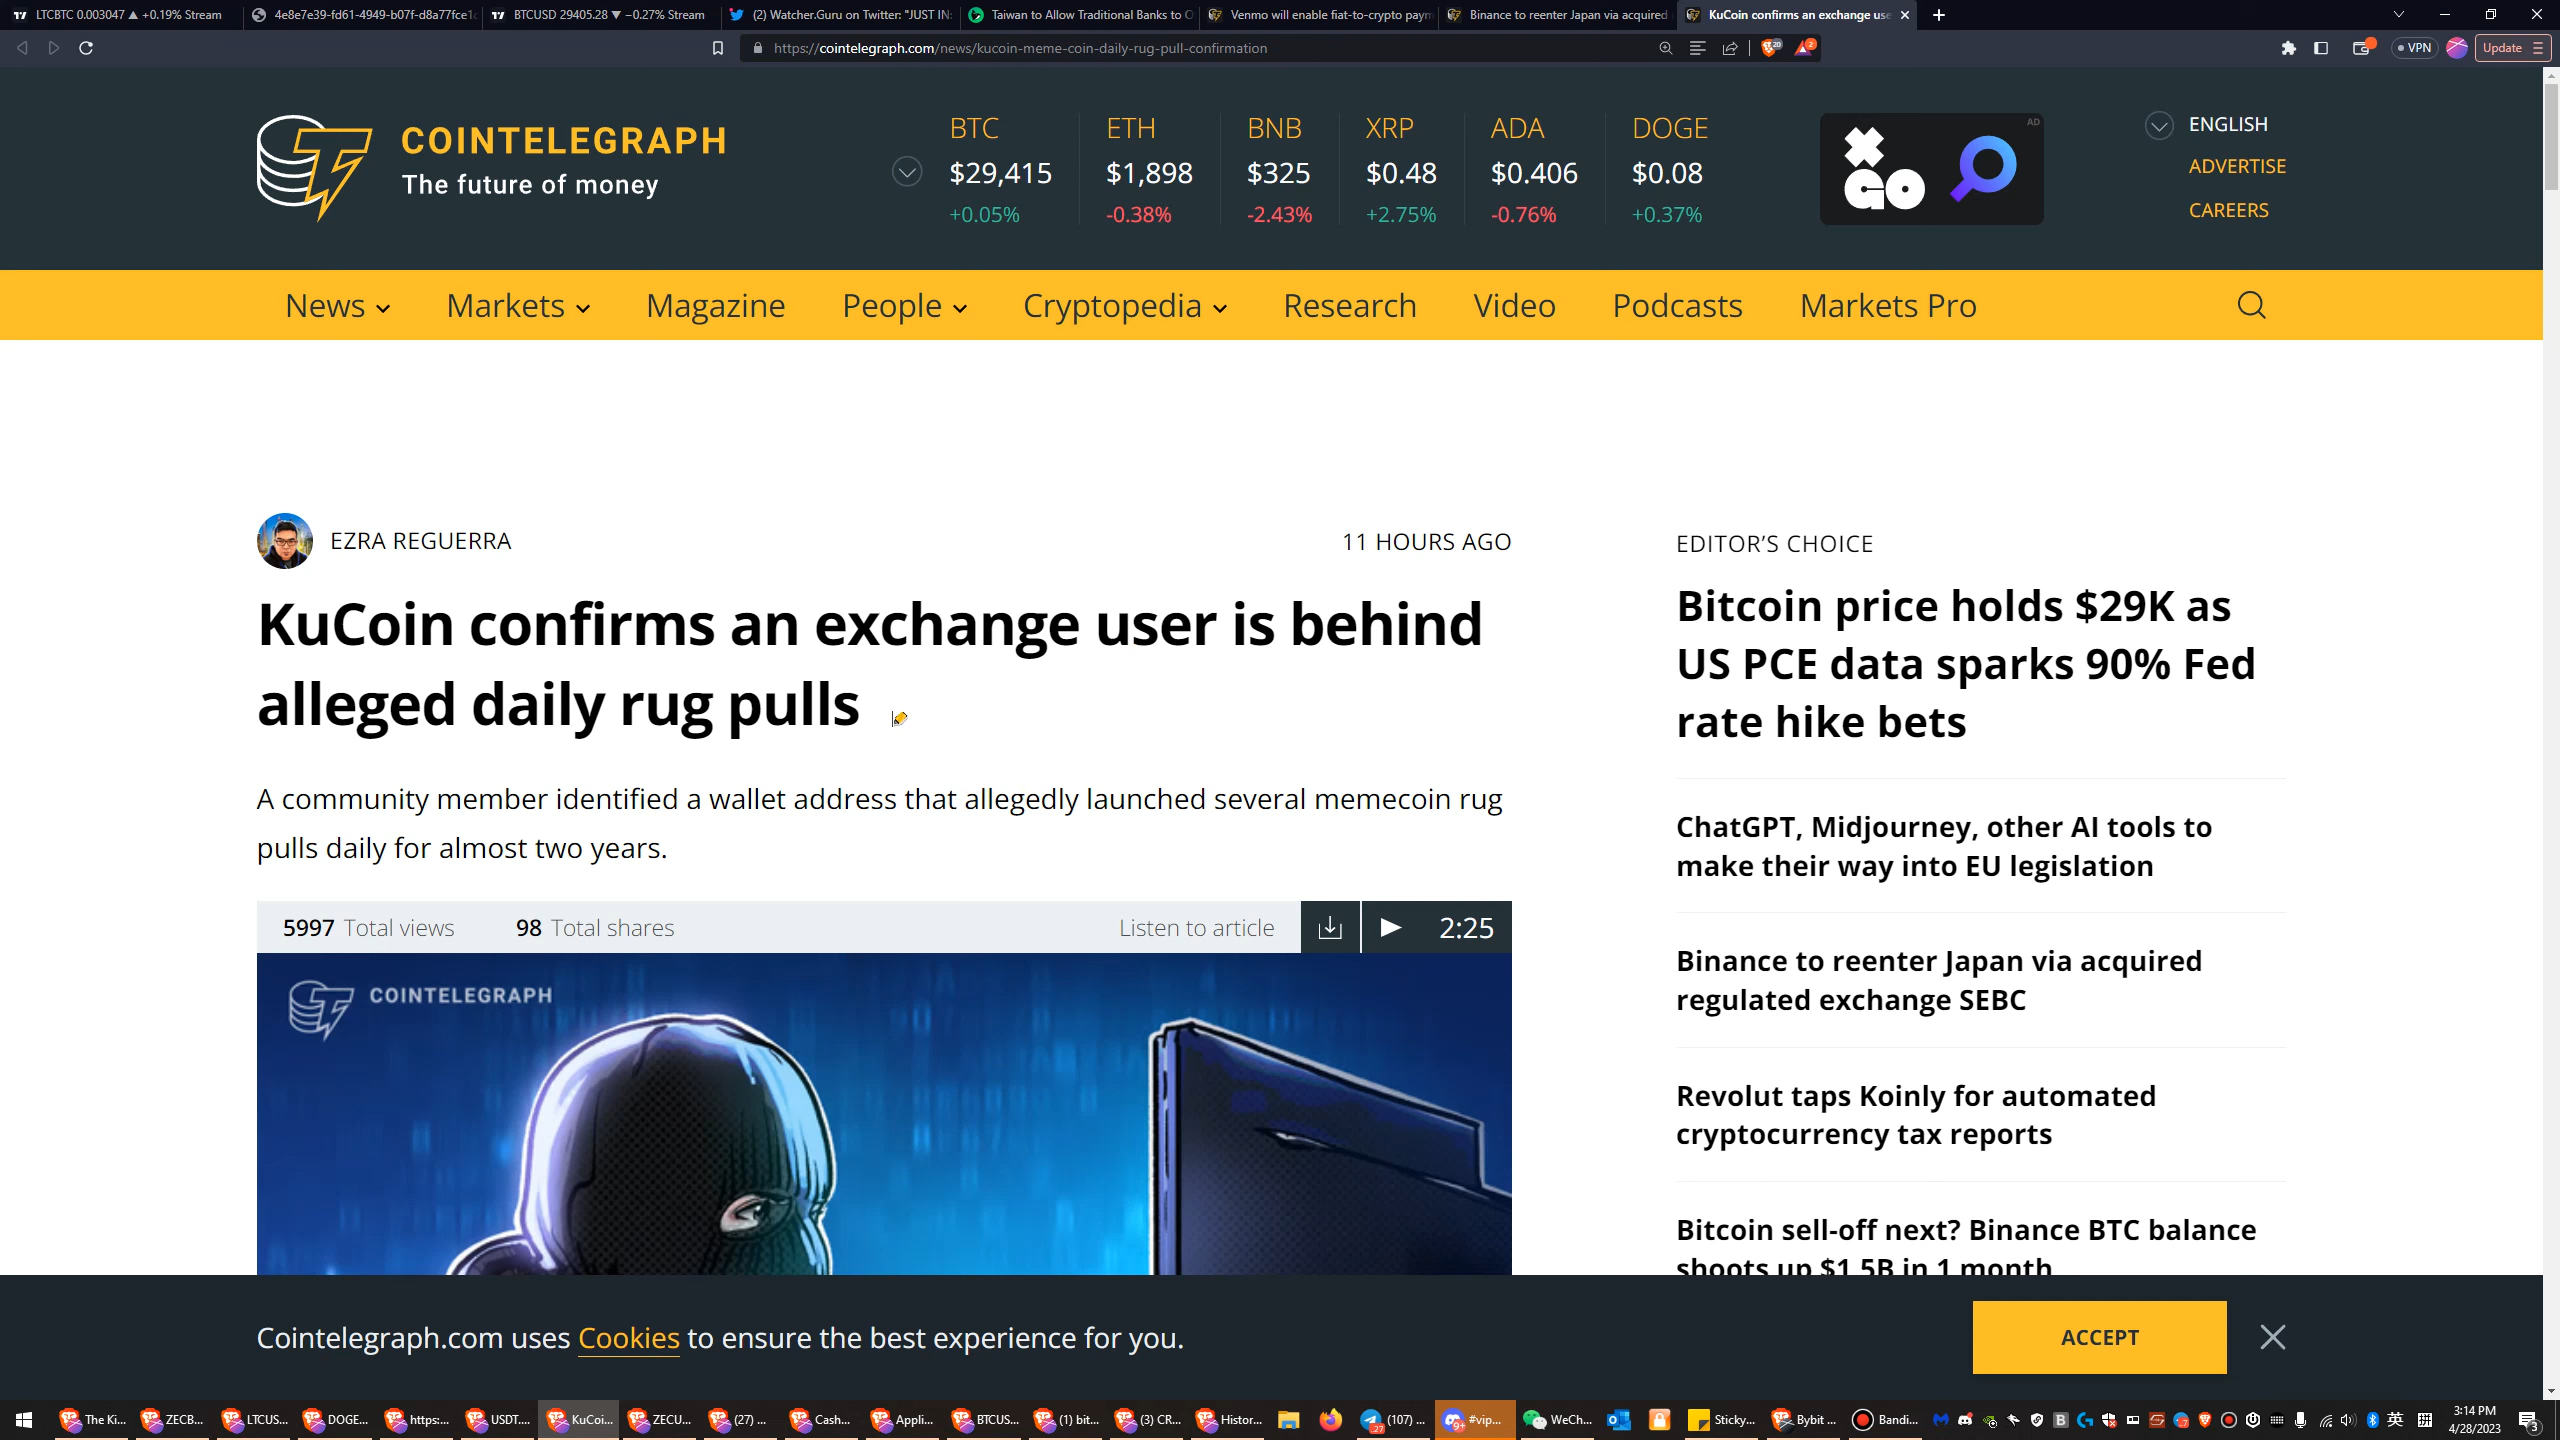 LTCBTC 0.003047 ▲ +0.19% Stream
4e8e7e39-fd61-4949-b07f-d8a77fce1
BTCUSD 29405.28 ▼ −0.27% Stream
(2) Watcher.Guru on Twitter: "JUST IN:
Taiwan to Allow Traditional Banks to O
Venmo will enable fiat-to-crypto paym
Binance to reenter Japan via acquired
KuCoin confirms an exchange use
https://cointelegraph.com/news/kucoin-meme-coin-daily-rug-pull-confirmation
20
2
VPN
Update
COINTELEGRAPH
The future of money
BTC
$29,415
+0.05%
ETH
$1,898
-0.38%
BNB
$325
-2.43%
XRP
$0.48
+2.75%
ADA
$0.406
-0.76%
DOGE
$0.08
+0.37%
AD
ENGLISH
ADVERTISE
CAREERS
News Markets Magazine People Cryptopedia Research Video Podcasts Markets Pro
EZRA REGUERRA
11 HOURS AGO
KuCoin confirms an exchange user is behind
alleged daily rug pulls
A community member identified a wallet address that allegedly launched several memecoin rug
pulls daily for almost two years.
5997 Total views 98 Total shares
Listen to article 2:25
COINTELEGRAPH
EDITOR'S CHOICE
Bitcoin price holds $29K as
US PCE data sparks 90% Fed
rate hike bets
ChatGPT, Midjourney, other AI tools to
make their way into EU legislation
Binance to reenter Japan via acquired
regulated exchange SEBC
Revolut taps Koinly for automated
cryptocurrency tax reports
Bitcoin sell-off next? Binance BTC balance
shoots up $1.5B in 1 month
Cointelegraph.com uses Cookies to ensure the best experience for you.
ACCEPT
The Ki... ZECB... LTCUS... DOGE... https:... USDT.... KuCoi... ZECU... (27) ... Cash... Appli... BTCUS... (1) bit... (3) CR... Histor... (107) ... #vip... WeCh... Sticky... Bybit ... Bandi... 英
3:14 PM
4/28/2023
3